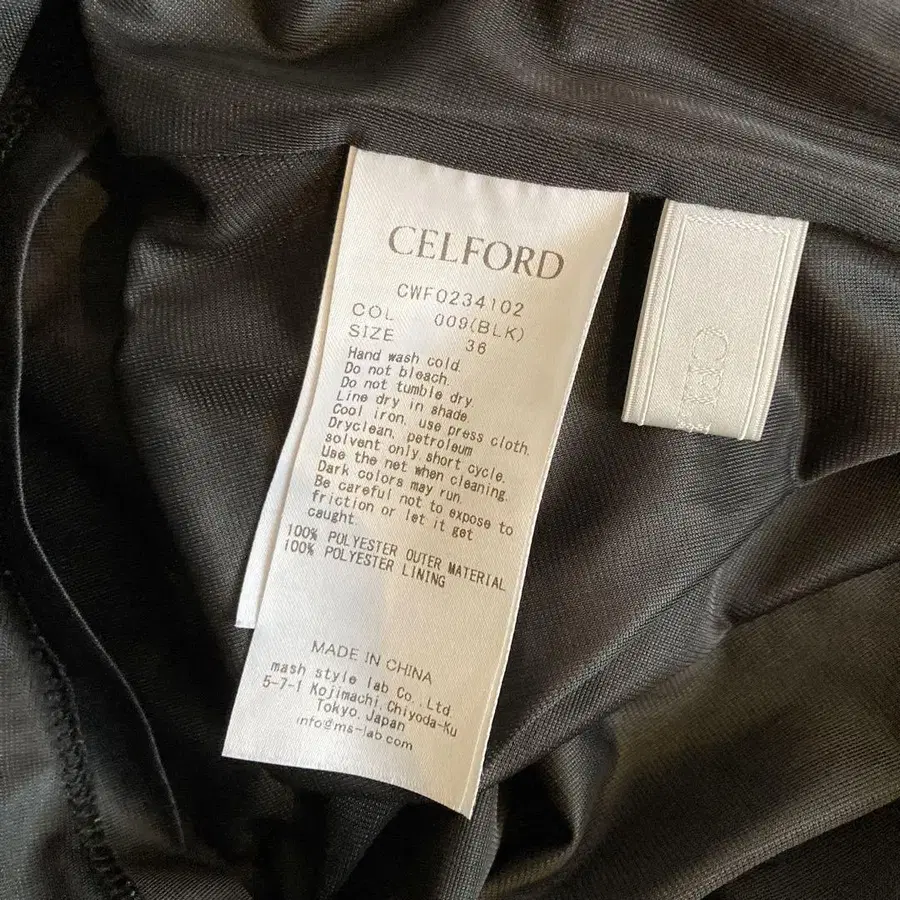 CELFORD
CWFO234102
COL 009(BLK)
SIZE 36
Hand wash cold.
Do not bleach.
Do not tumble dry.
Line dry in shade.
Cool iron, use press cloth.
Dryclean, petroleum
solvent only,short cycle.
Use the net when cleaning.
Dark colors may run.
Be careful not to expose to
friction or let it get
caught.
100% POLYESTER OUTER MATERIAL
100% POLYESTER LINING
MADE IN CHINA
mash style lab Co.,Ltd.
5-7-1 Kojimachi,Chiyoda-Ku
Tokyo,Japan
info@ms-lab.com